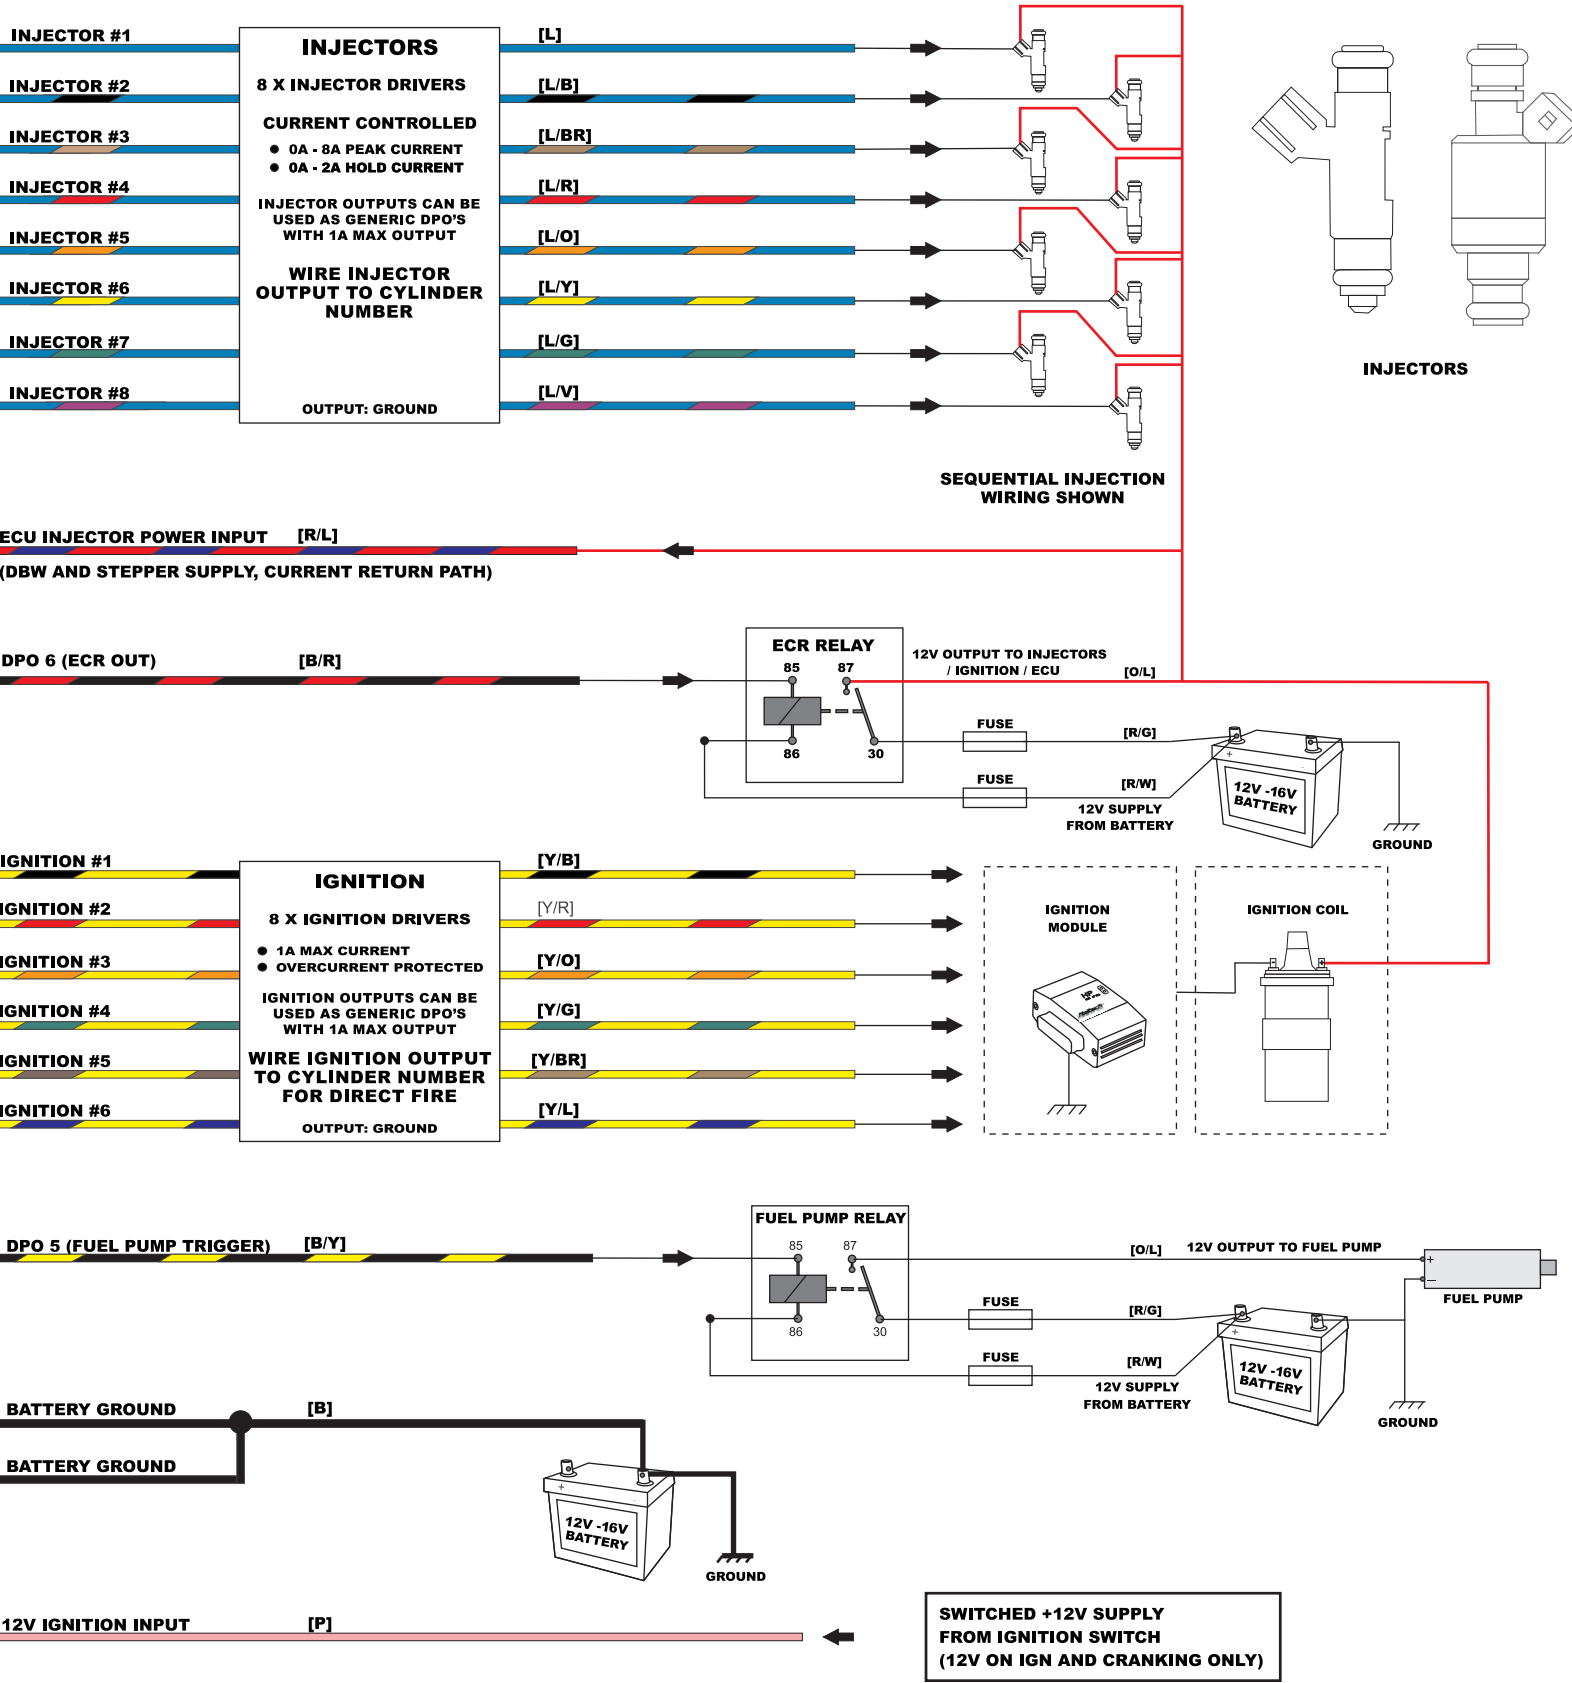 INJECTOR #1
INJECTOR #2
INJECTOR #3
INJECTOR #4
INJECTOR #5
INJECTOR #6
INJECTOR #7
INJECTOR #8
INJECTORS
8 X INJECTOR DRIVERS
CURRENT CONTROLLED
● 0A - 8A PEAK CURRENT
● 0A - 2A HOLD CURRENT
INJECTOR OUTPUTS CAN BE
USED AS GENERIC DPO'S
WITH 1A MAX OUTPUT
WIRE INJECTOR
OUTPUT TO CYLINDER
NUMBER
OUTPUT: GROUND
[L]
[L/B]
[L/BR]
[L/R]
[L/O]
[L/Y]
[L/G]
[L/V]
SEQUENTIAL INJECTION
WIRING SHOWN
INJECTORS
ECU INJECTOR POWER INPUT [R/L]
(DBW AND STEPPER SUPPLY, CURRENT RETURN PATH)
DPO 6 (ECR OUT) [B/R]
ECR RELAY
85 87
86 30
12V OUTPUT TO INJECTORS
/ IGNITION / ECU
[O/L]
FUSE
[R/G]
FUSE
[R/W]
12V SUPPLY
FROM BATTERY
+ -
12V -16V
BATTERY
GROUND
IGNITION #1
IGNITION #2
IGNITION #3
IGNITION #4
IGNITION #5
IGNITION #6
IGNITION
8 X IGNITION DRIVERS
● 1A MAX CURRENT
● OVERCURRENT PROTECTED
IGNITION OUTPUTS CAN BE
USED AS GENERIC DPO'S
WITH 1A MAX OUTPUT
WIRE IGNITION OUTPUT
TO CYLINDER NUMBER
FOR DIRECT FIRE
OUTPUT: GROUND
[Y/B]
[Y/R]
[Y/O]
[Y/G]
[Y/BR]
[Y/L]
IGNITION
MODULE
IGNITION COIL
- +
DPO 5 (FUEL PUMP TRIGGER) [B/Y]
FUEL PUMP RELAY
85 87
86 30
[O/L] 12V OUTPUT TO FUEL PUMP
+
−
FUEL PUMP
FUSE
[R/G]
FUSE
[R/W]
12V SUPPLY
FROM BATTERY
+ -
12V -16V
BATTERY
GROUND
BATTERY GROUND [B]
BATTERY GROUND
+ -
12V -16V
BATTERY
GROUND
12V IGNITION INPUT [P]
SWITCHED +12V SUPPLY
FROM IGNITION SWITCH
(12V ON IGN AND CRANKING ONLY)